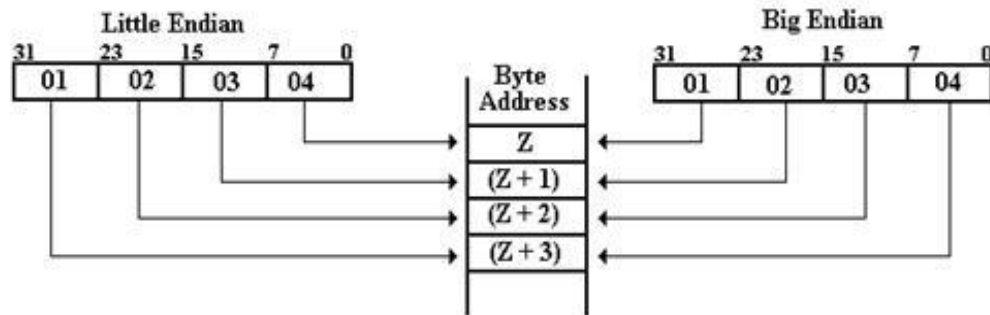 Little Endian
31 23 15 7 0
01 02 03 04
Byte
Address
Z
(Z + 1)
(Z + 2)
(Z + 3)
Big Endian
31 23 15 7 0
01 02 03 04